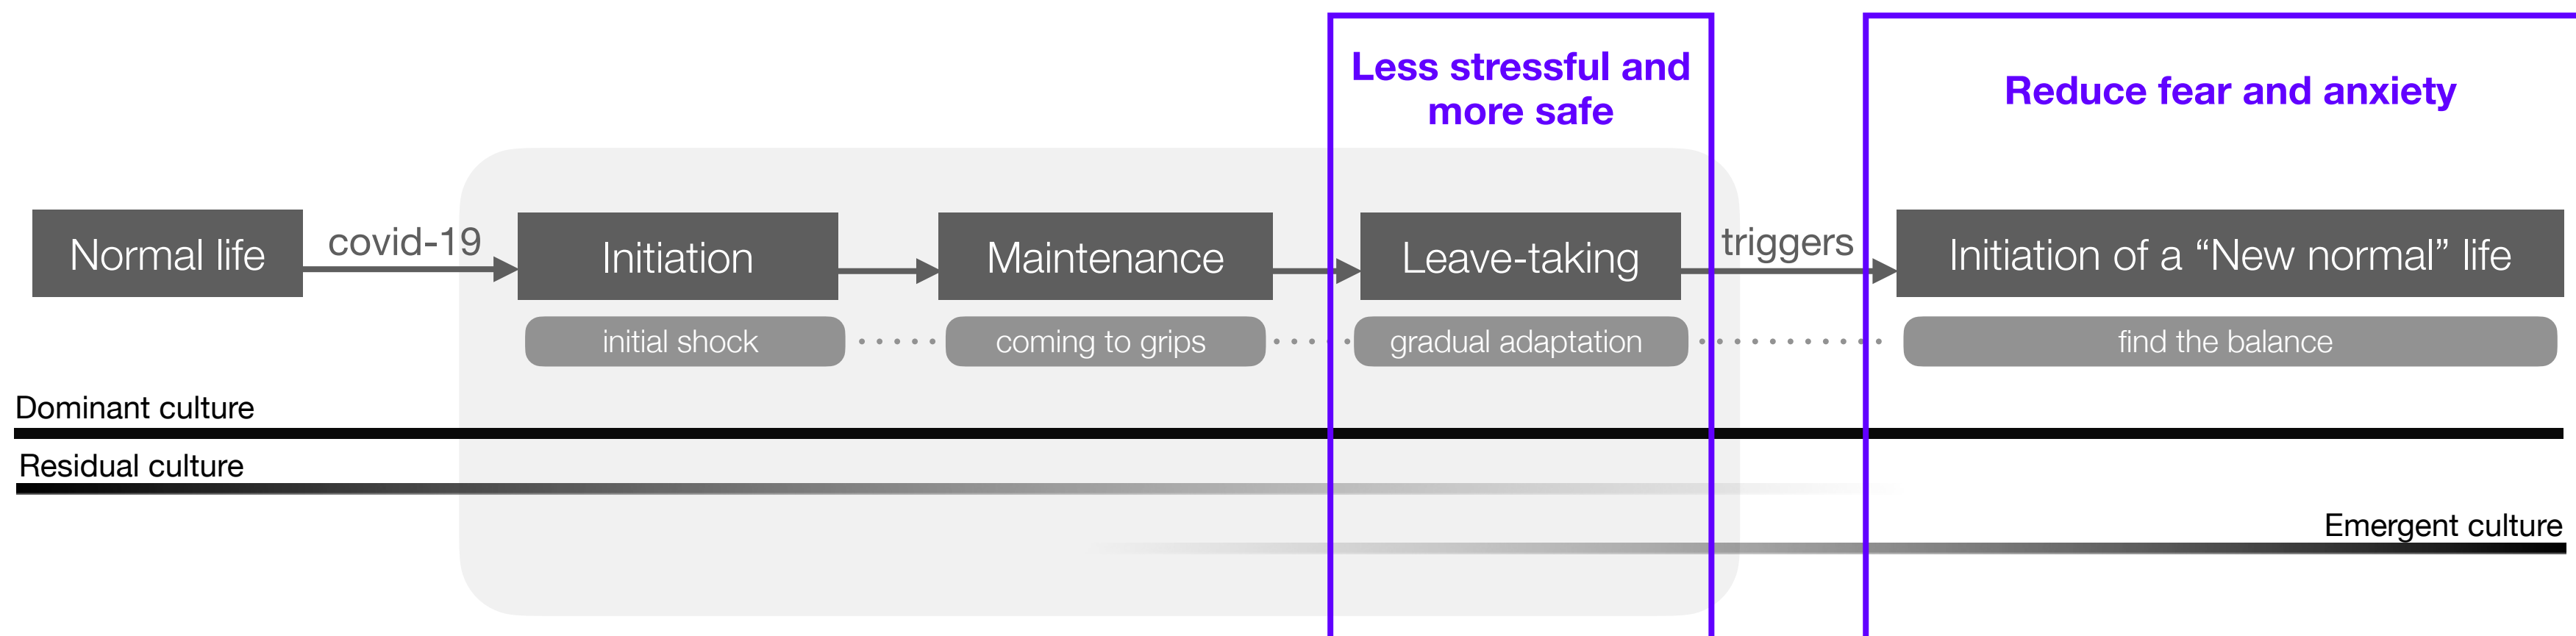 Less stressful and
more safe
Reduce fear and anxiety
Normal life
covid-19
Initiation
Maintenance
Leave-taking
triggers
Initiation of a “New normal” life
initial shock
coming to grips
gradual adaptation
find the balance
Dominant culture
Residual culture
Emergent culture